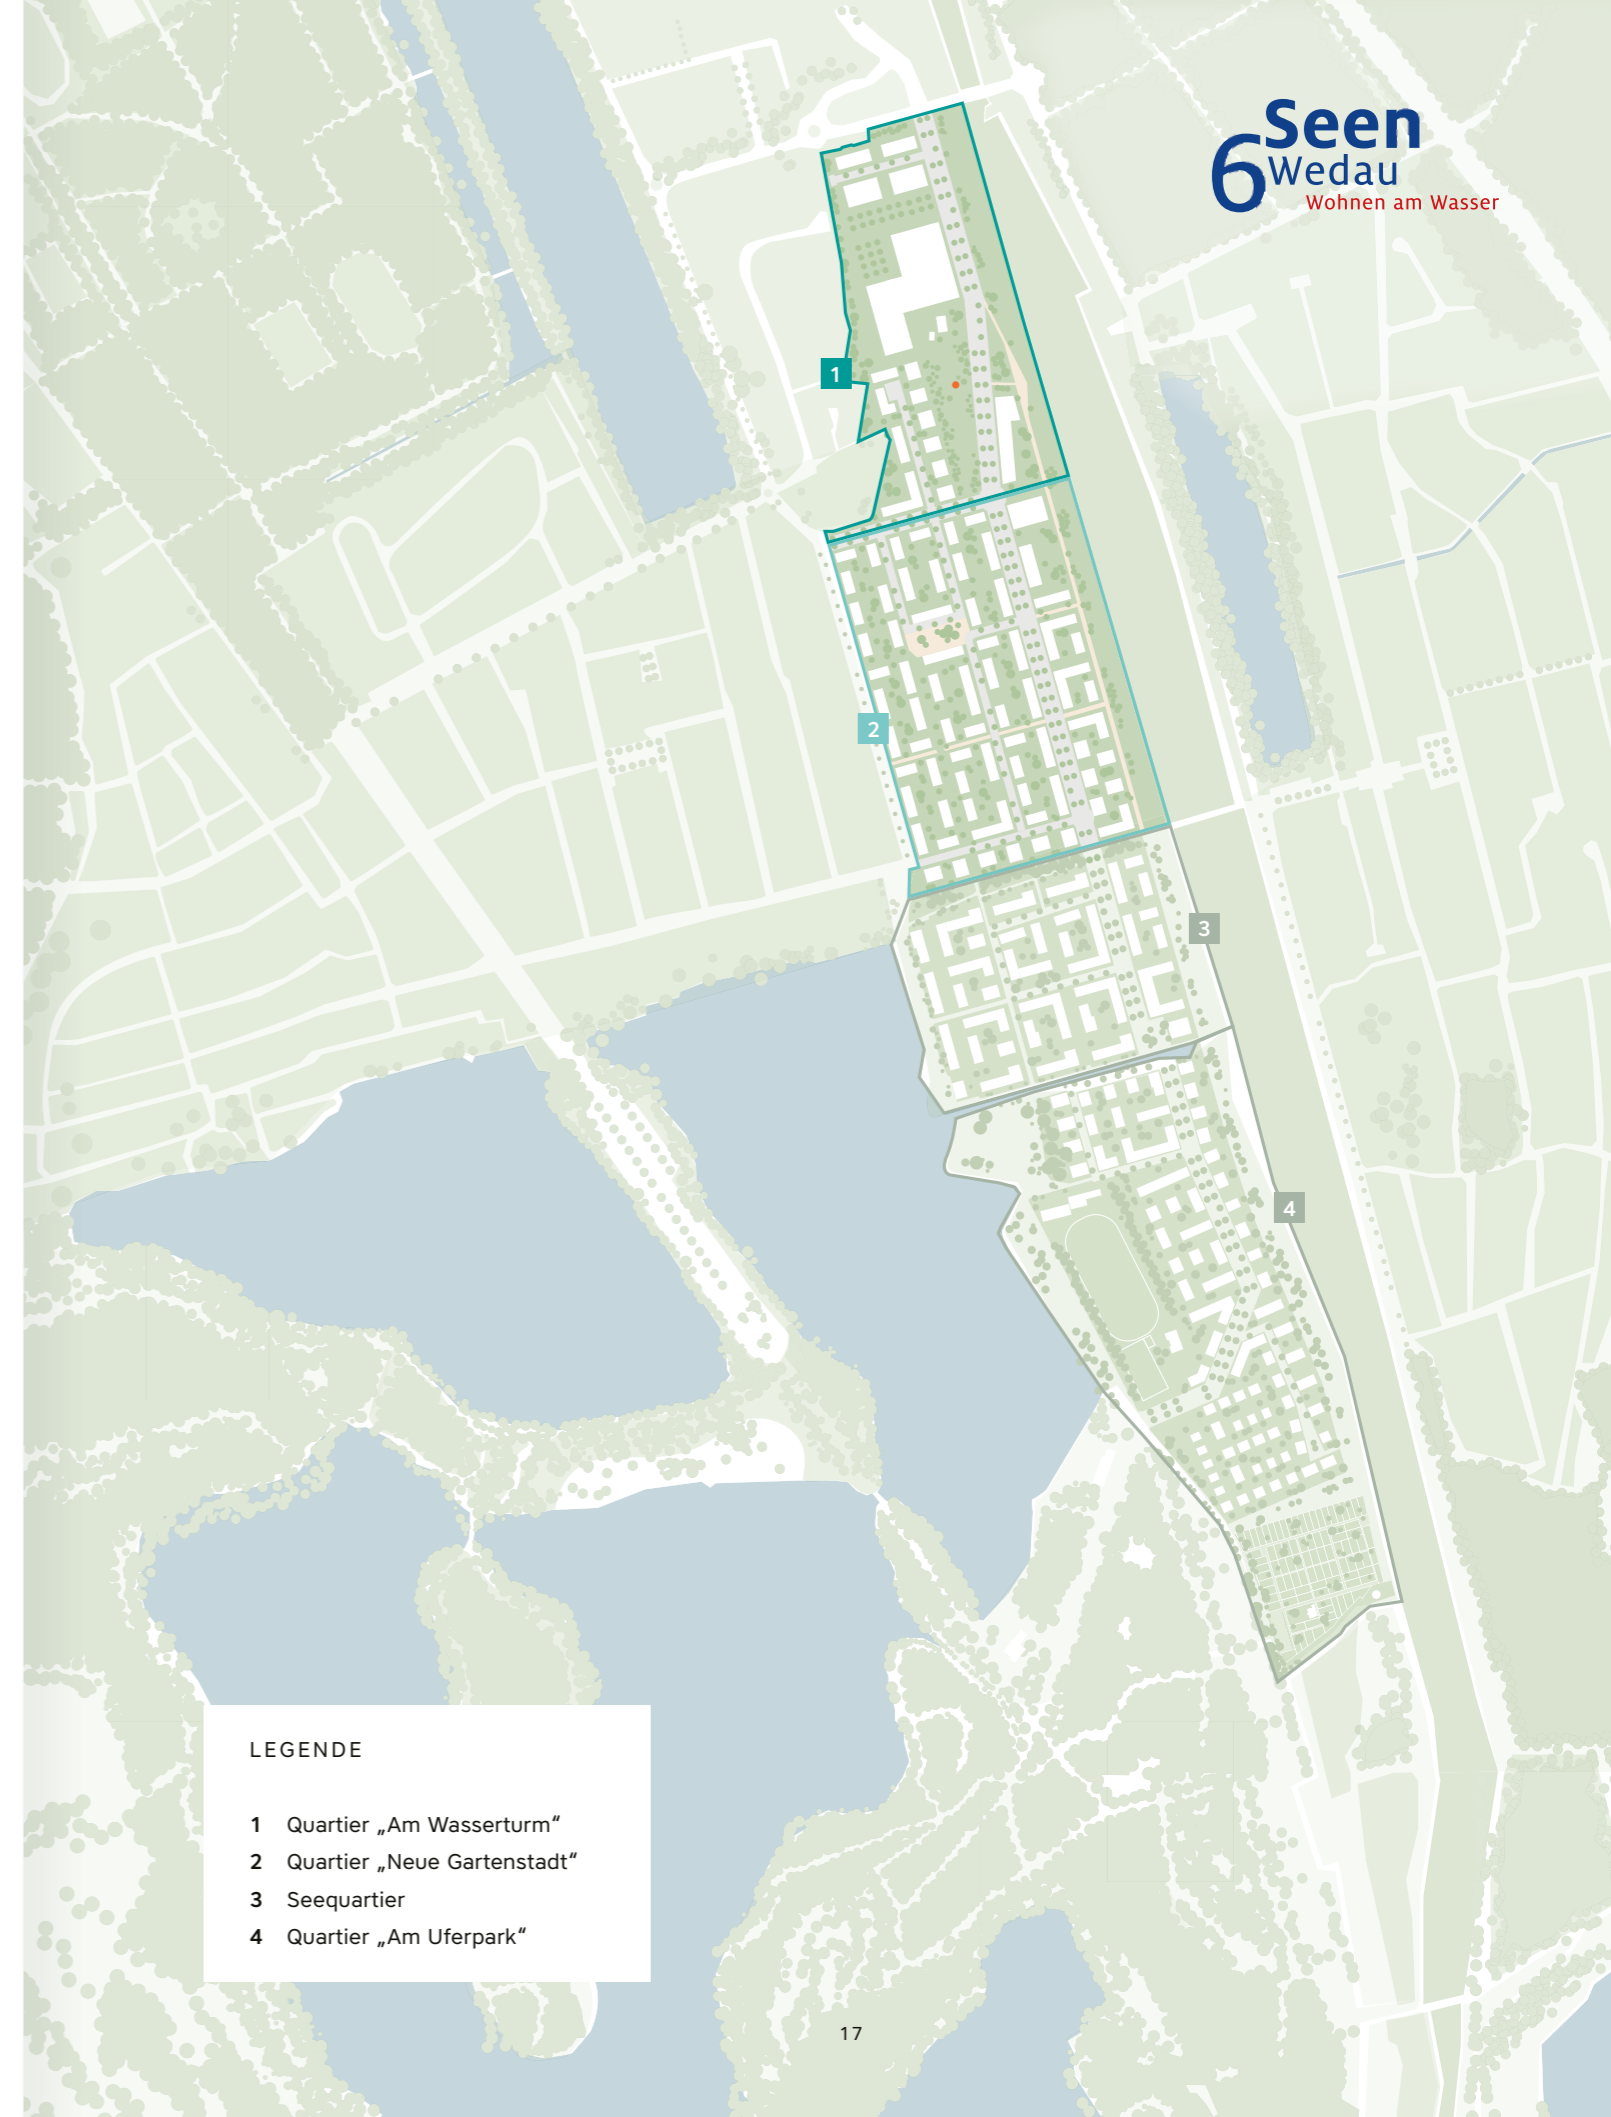 6 Seen
Wedau
Wohnen am Wasser
1
2
3
4
LEGENDE
1 Quartier „Am Wasserturm“
2 Quartier „Neue Gartenstadt“
3 Seequartier
4 Quartier „Am Uferpark“
17